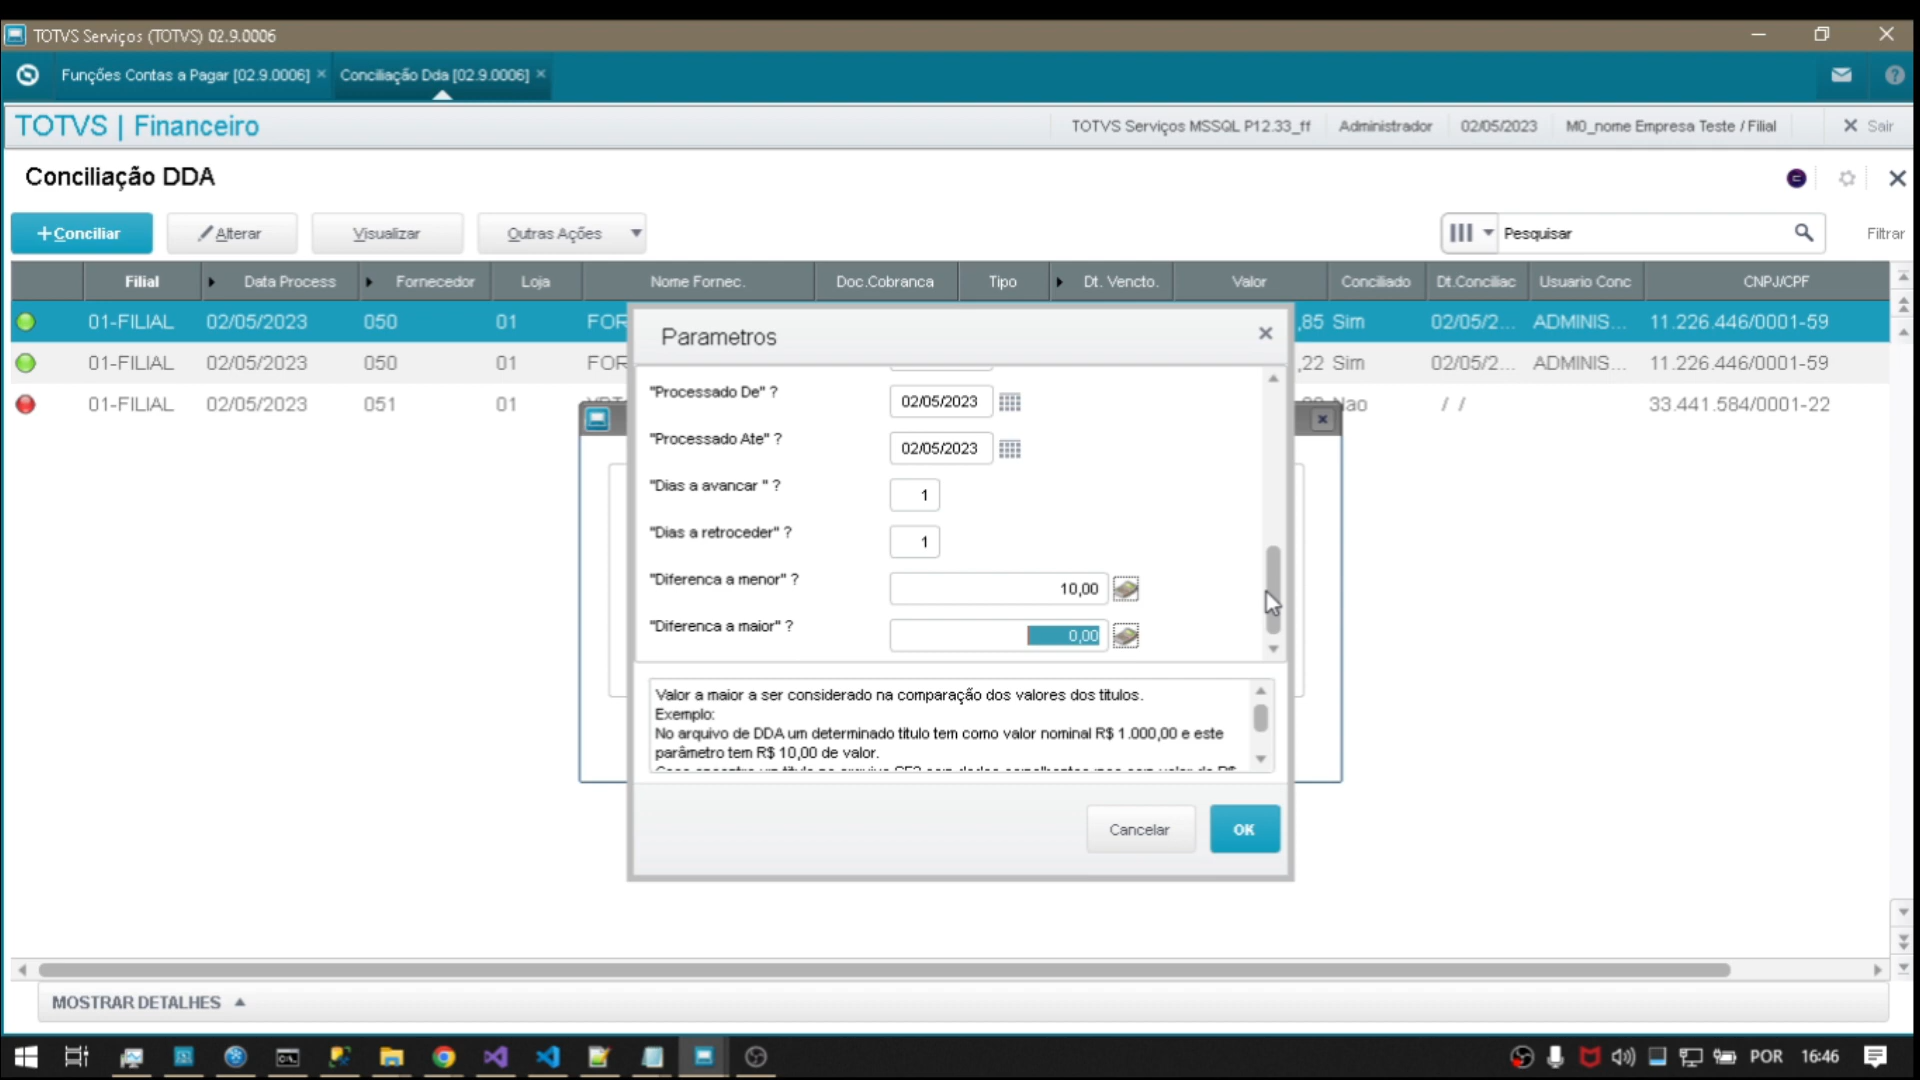 TOTVS Serviços (TOTVS) 02.9.0006
Funções Contas a Pagar [02.9.0006]
Conciliação Dda [02.9.0006]
TOTVS | Financeiro
TOTVS Serviços MSSQL P12.33_ff
Administrador
02/05/2023
M0_nome Empresa Teste / Filial
Sair
Conciliação DDA
+Conciliar
Alterar
Visualizar
Outras Ações
Pesquisar
Filtrar
Filial Data Process Fornecedor Loja Nome Fornec. Doc.Cobranca Tipo Dt. Vencto. Valor Conciliado Dt.Conciliac Usuario Conc CNPJ/CPF
01-FILIAL 02/05/2023 050 01 FOR ,85 Sim 02/05/2... ADMINIS... 11.226.446/0001-59
01-FILIAL 02/05/2023 050 01 FOR ,22 Sim 02/05/2... ADMINIS... 11.226.446/0001-59
01-FILIAL 02/05/2023 051 01 Nao / / 33.441.584/0001-22
Parametros
"Processado De" ? 02/05/2023
"Processado Ate" ? 02/05/2023
"Dias a avancar " ? 1
"Dias a retroceder" ? 1
"Diferenca a menor" ? 10,00
"Diferenca a maior" ? 0,00
Valor a maior a ser considerado na comparação dos valores dos títulos.
Exemplo:
No arquivo de DDA um determinado título tem como valor nominal R$ 1.000,00 e este
parâmetro tem R$ 10,00 de valor.
Cancelar
OK
MOSTRAR DETALHES
POR
16:46